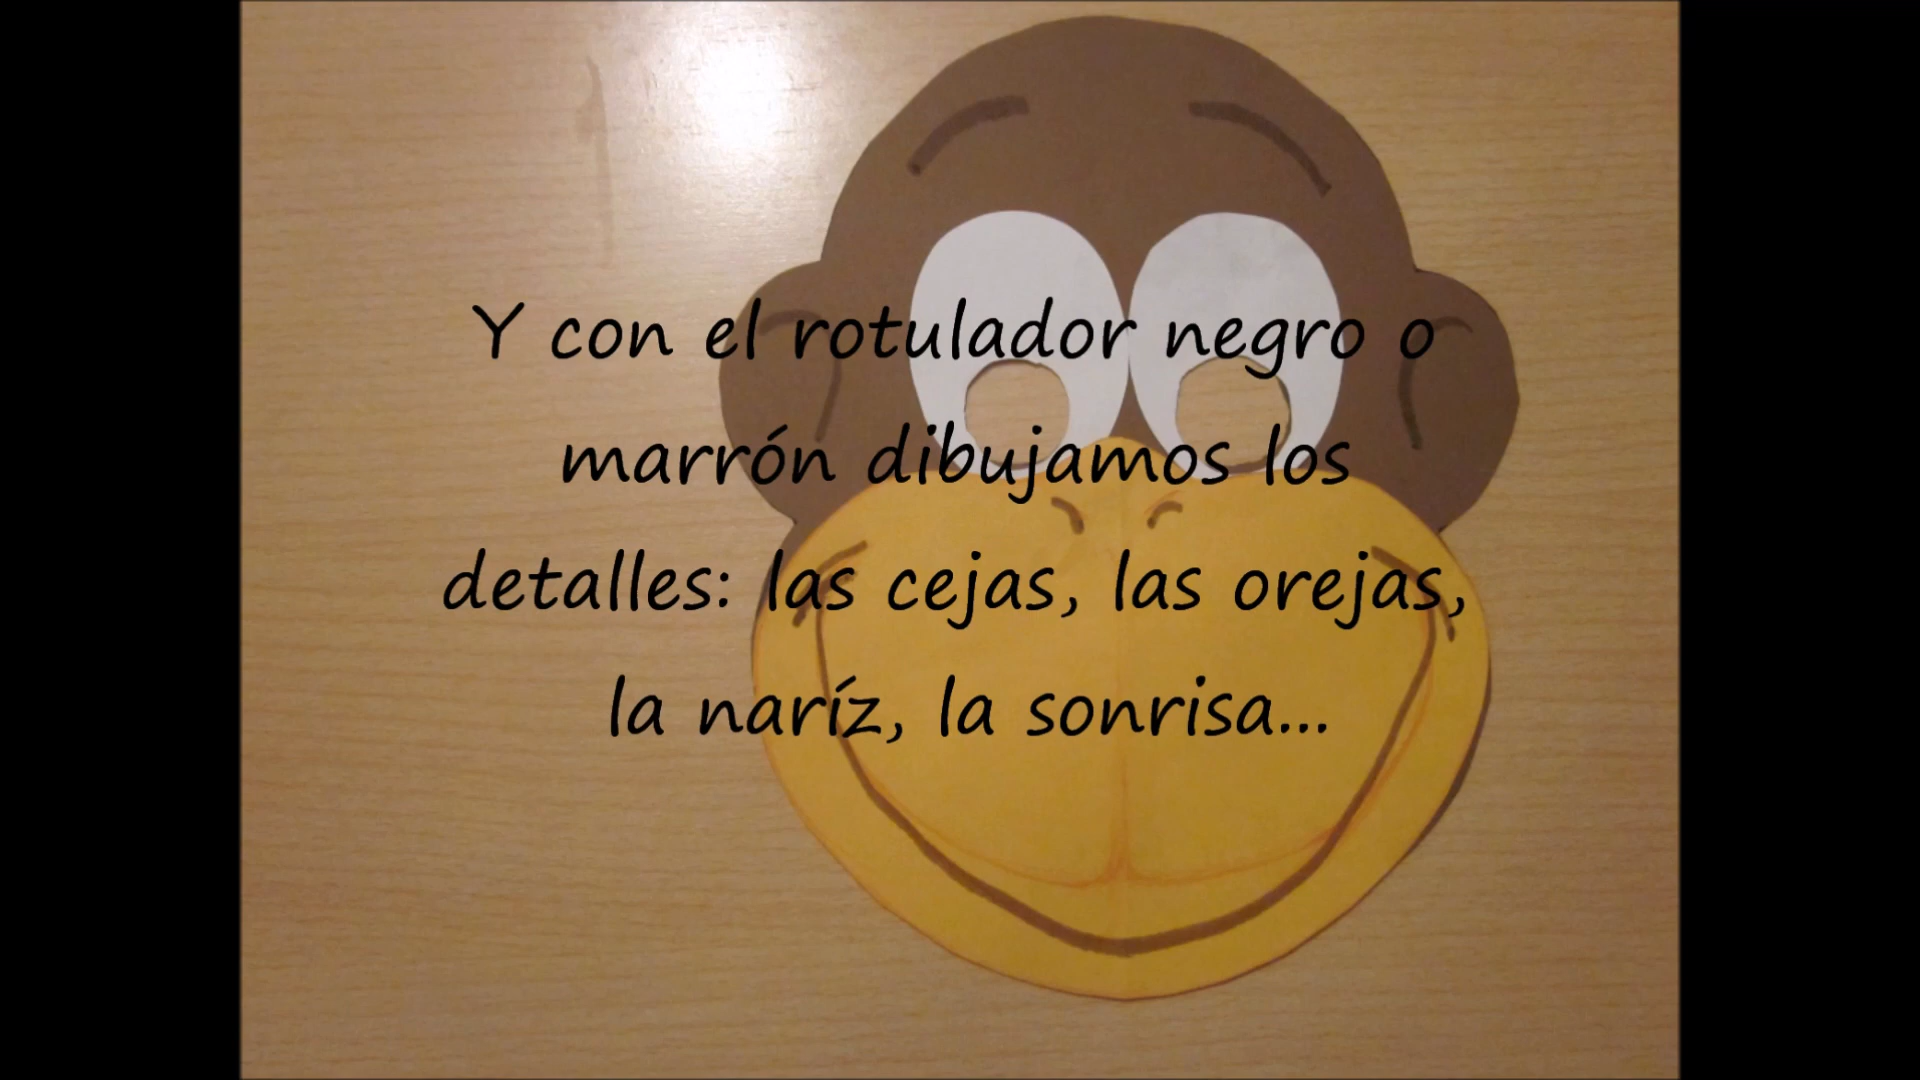 Y con el rotulador negro o
marrón dibujamos los
detalles: las cejas, las orejas,
la naríz, la sonrisa...